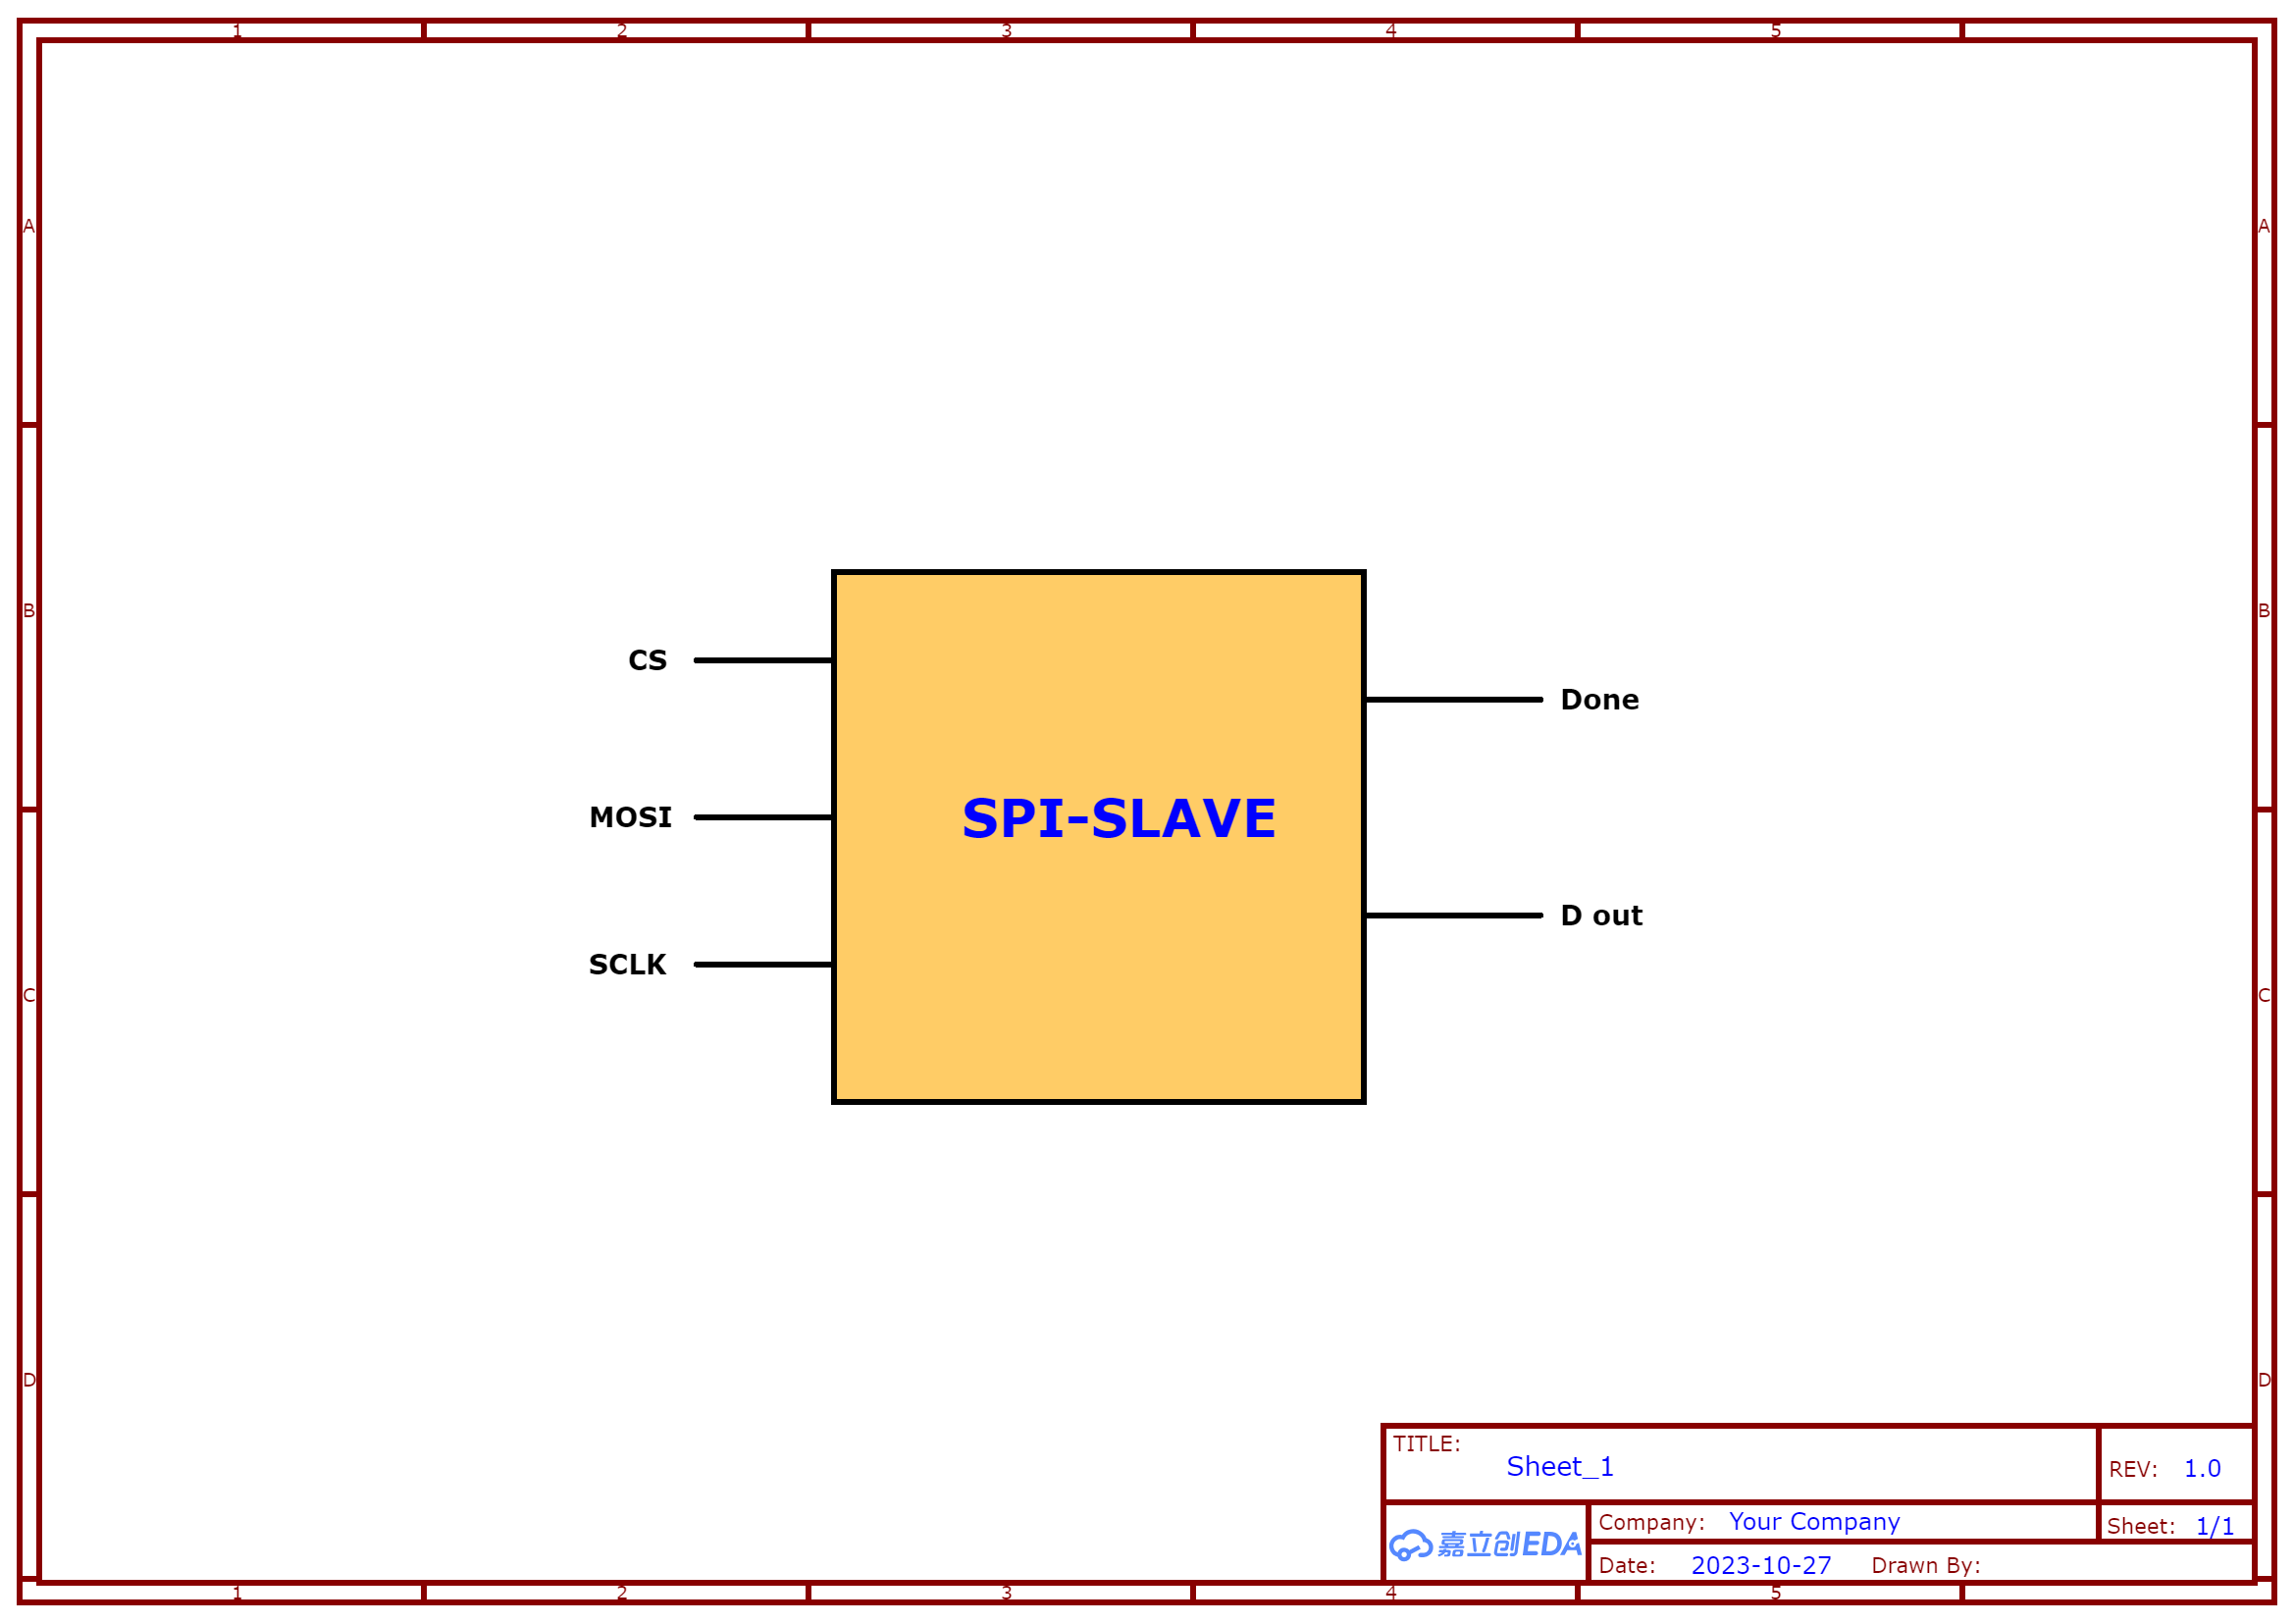 1 2 3 4 5
A A
B B
CS
Done
MOSI
SPI-SLAVE
D out
SCLK
C C
D D
TITLE:
Sheet_1
REV: 1.0
嘉立创EDA
Company: Your Company
Sheet: 1/1
Date: 2023-10-27 Drawn By:
1 2 3 4 5